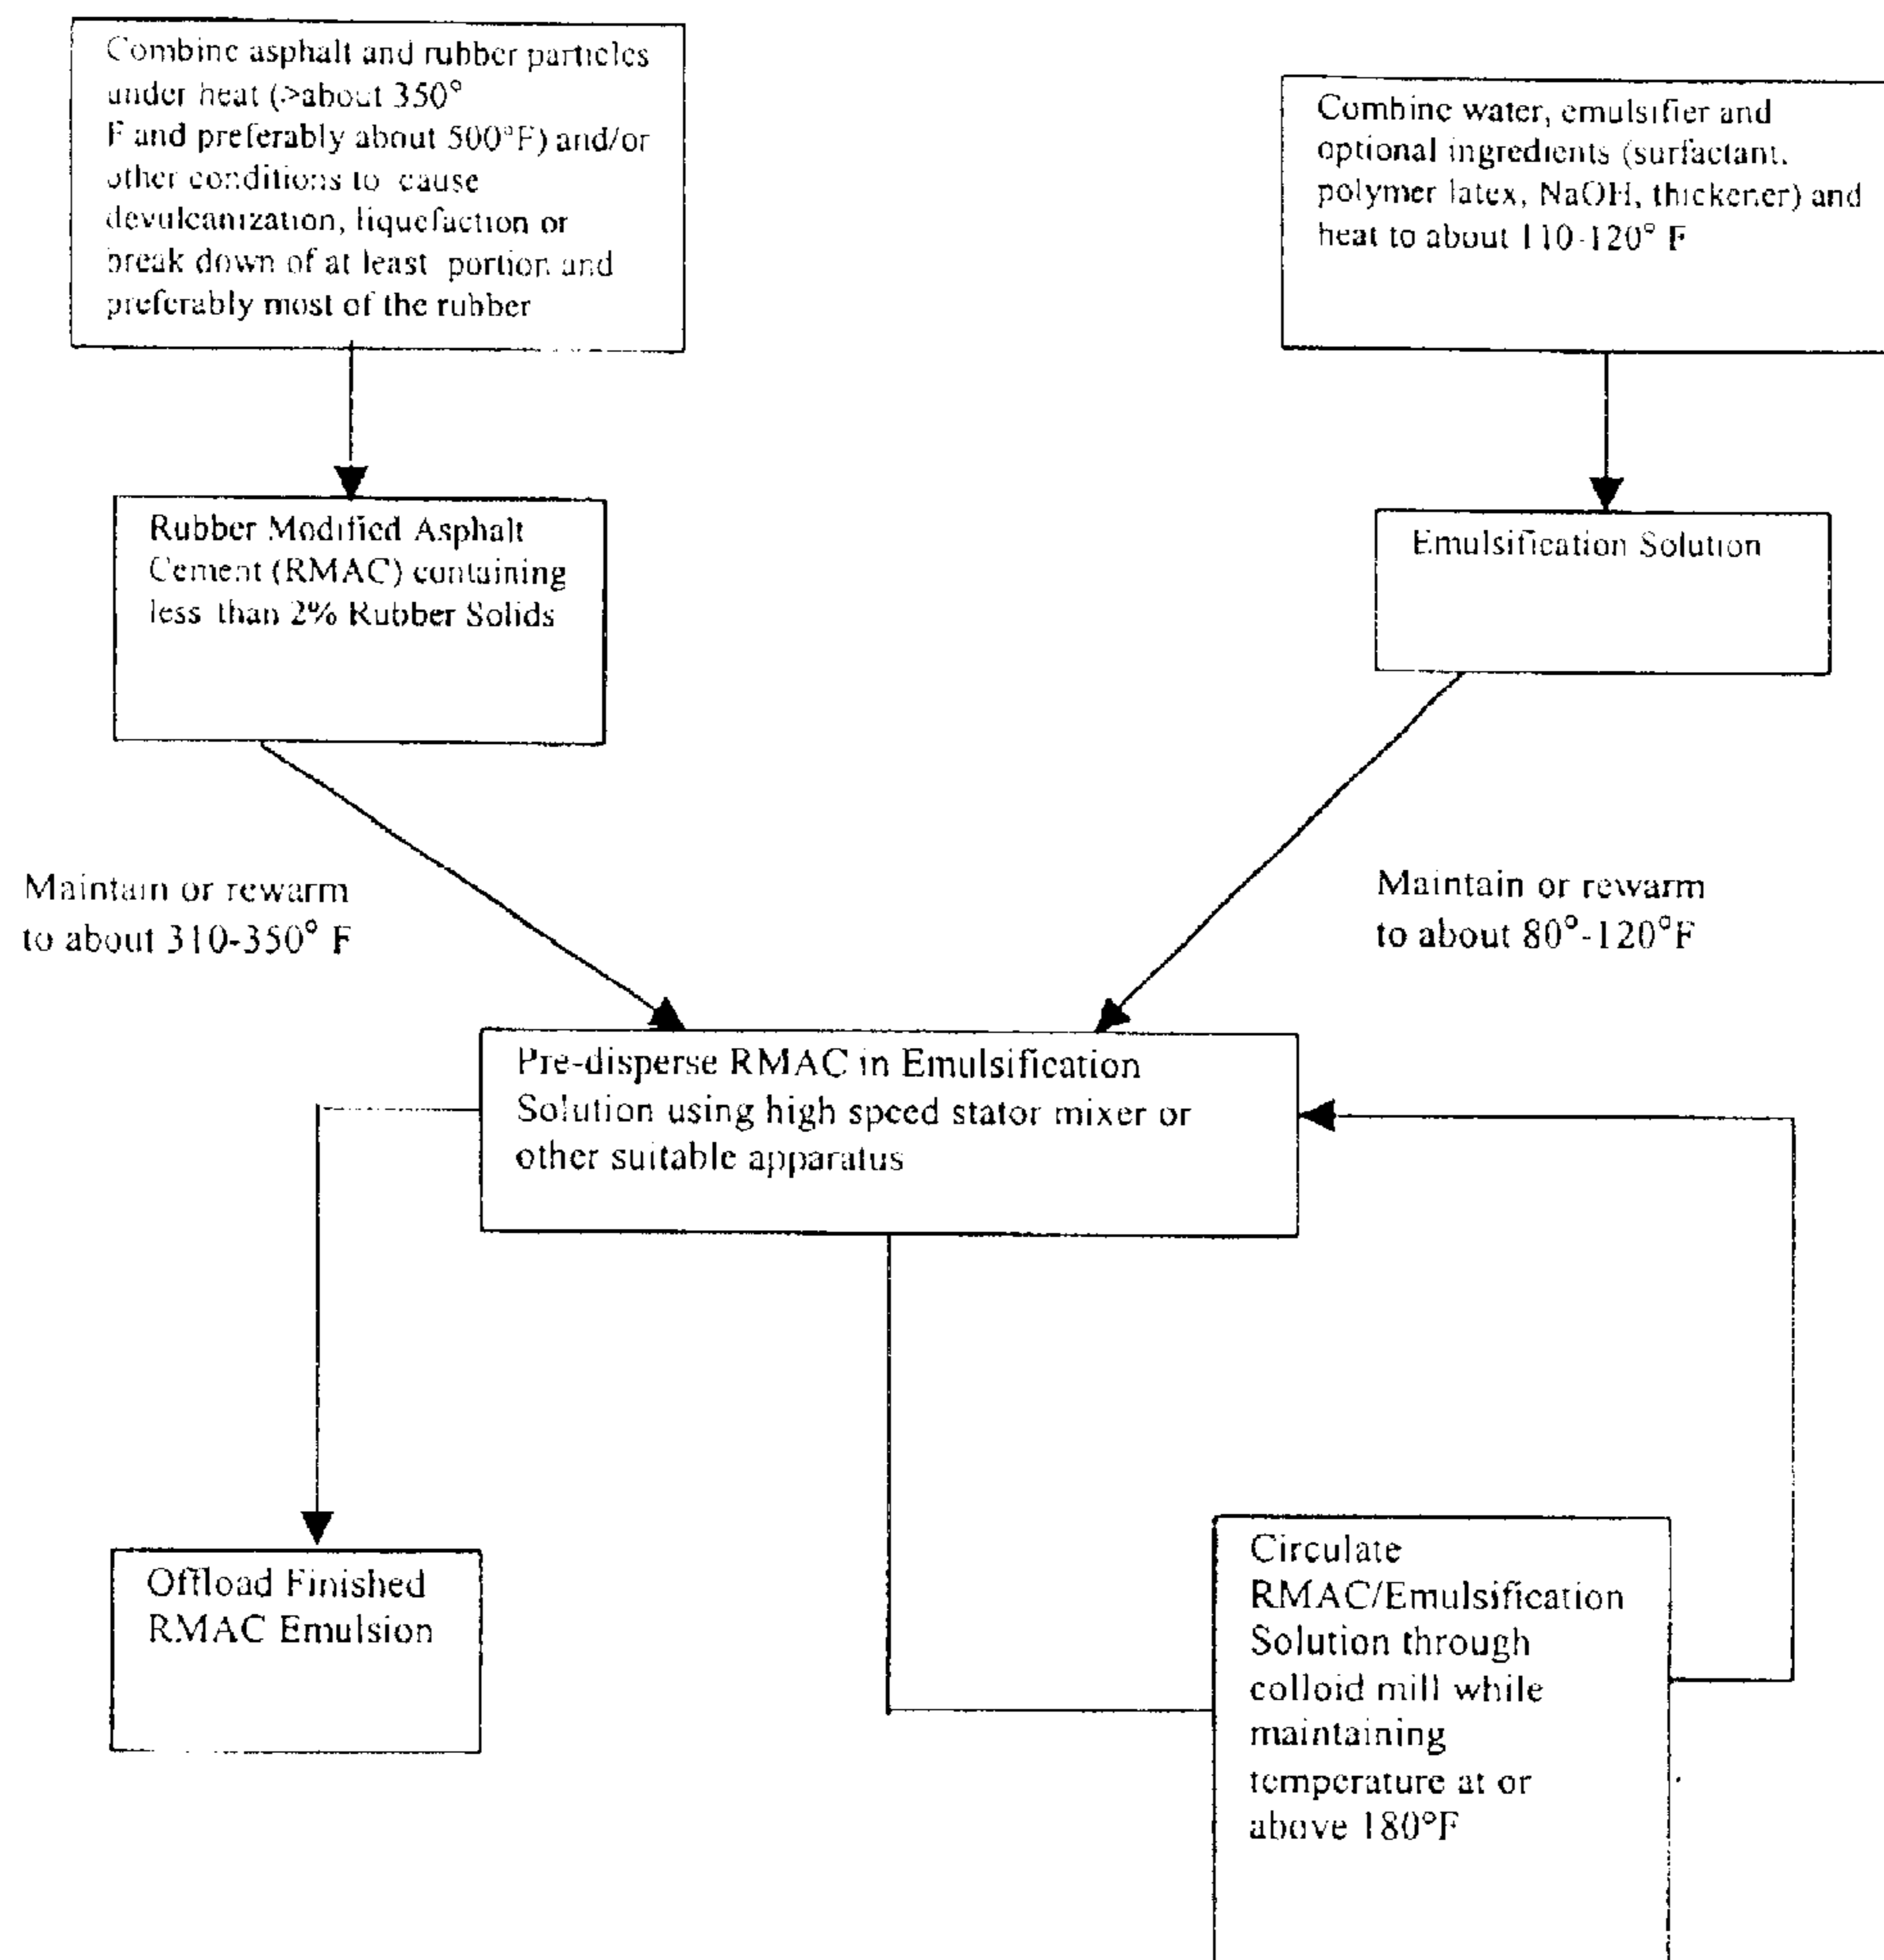 Combine asphalt and rubber particles
under heat (>about 350°
F and preferably about 500°F) and/or
other conditions to cause
devulcanization, liquefaction or
break down of at least portion and
preferably most of the rubber
Combine water, emulsifier and
optional ingredients (surfactant,
polymer latex, NaOH, thickener) and
heat to about 110-120° F
Rubber Modified Asphalt
Cement (RMAC) containing
less than 2% Rubber Solids
Emulsification Solution
Maintain or rewarm
to about 310-350° F
Maintain or rewarm
to about 80°-120°F
Pre-disperse RMAC in Emulsification
Solution using high speed stator mixer or
other suitable apparatus
Offload Finished
RMAC Emulsion
Circulate
RMAC/Emulsification
Solution through
colloid mill while
maintaining
temperature at or
above 180°F